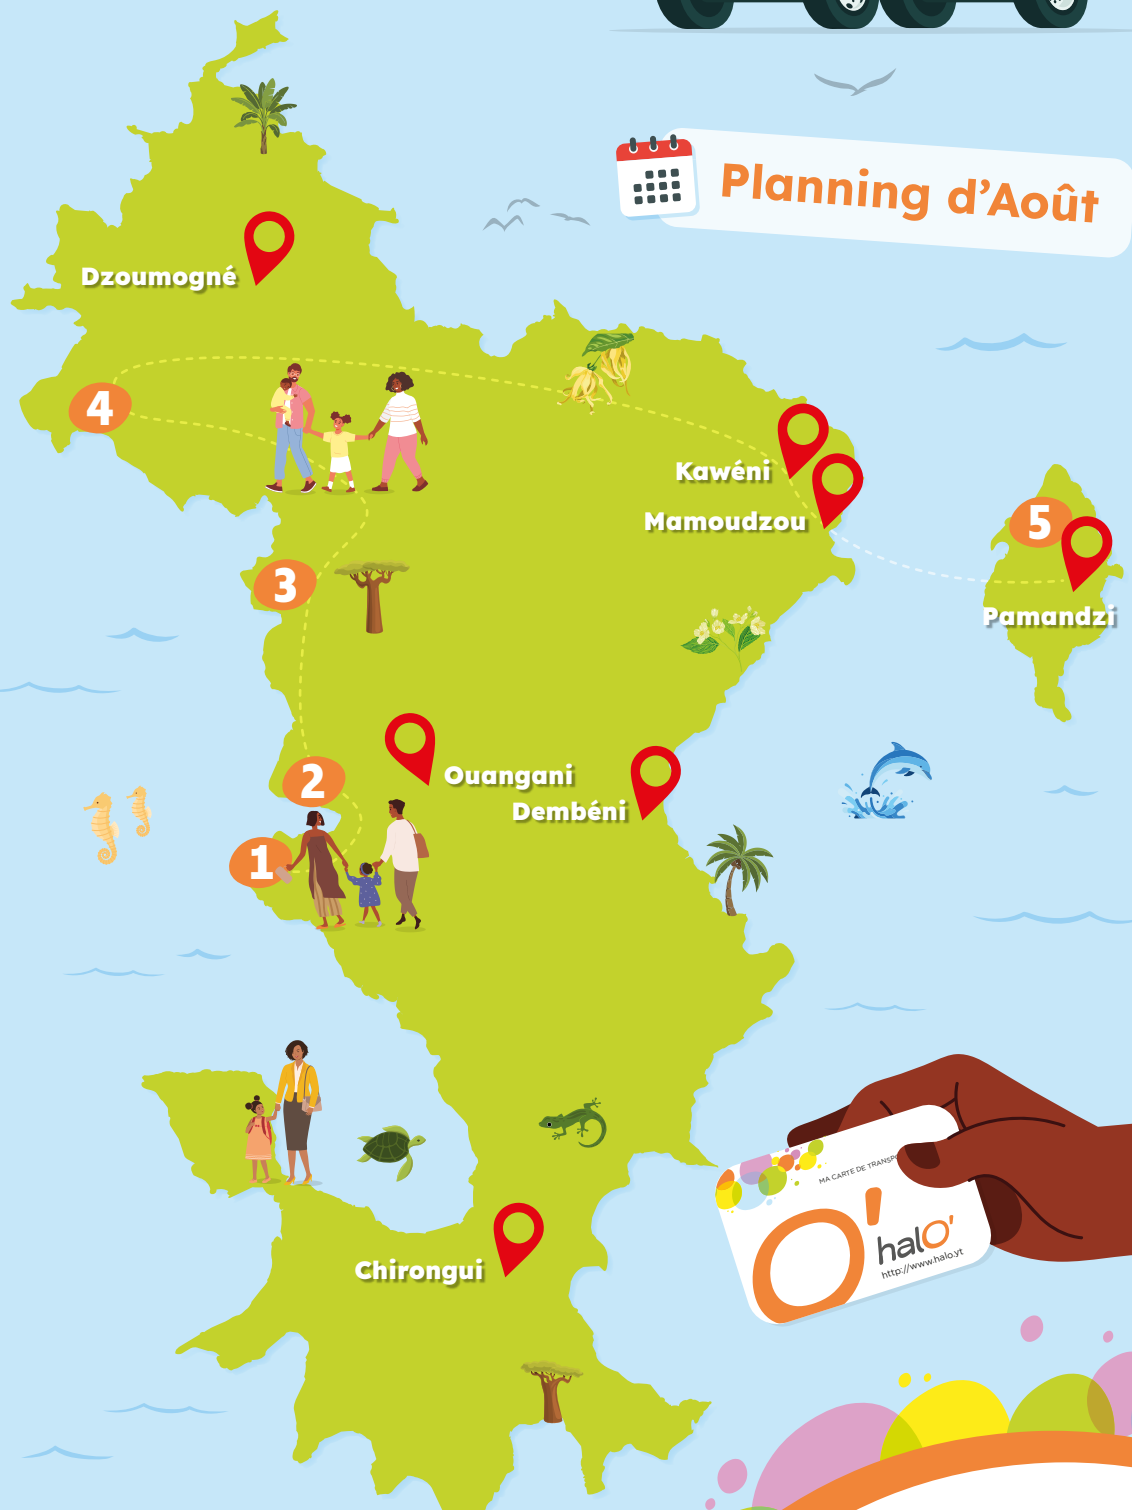 Planning d'Août
Dzoumogné
4
Kawéni
Mamoudzou
5
Pamandzi
3
2
Ouangani
Dembéni
1
MA CARTE DE
O'
halO'
http://www.halo.yt
Chirongui